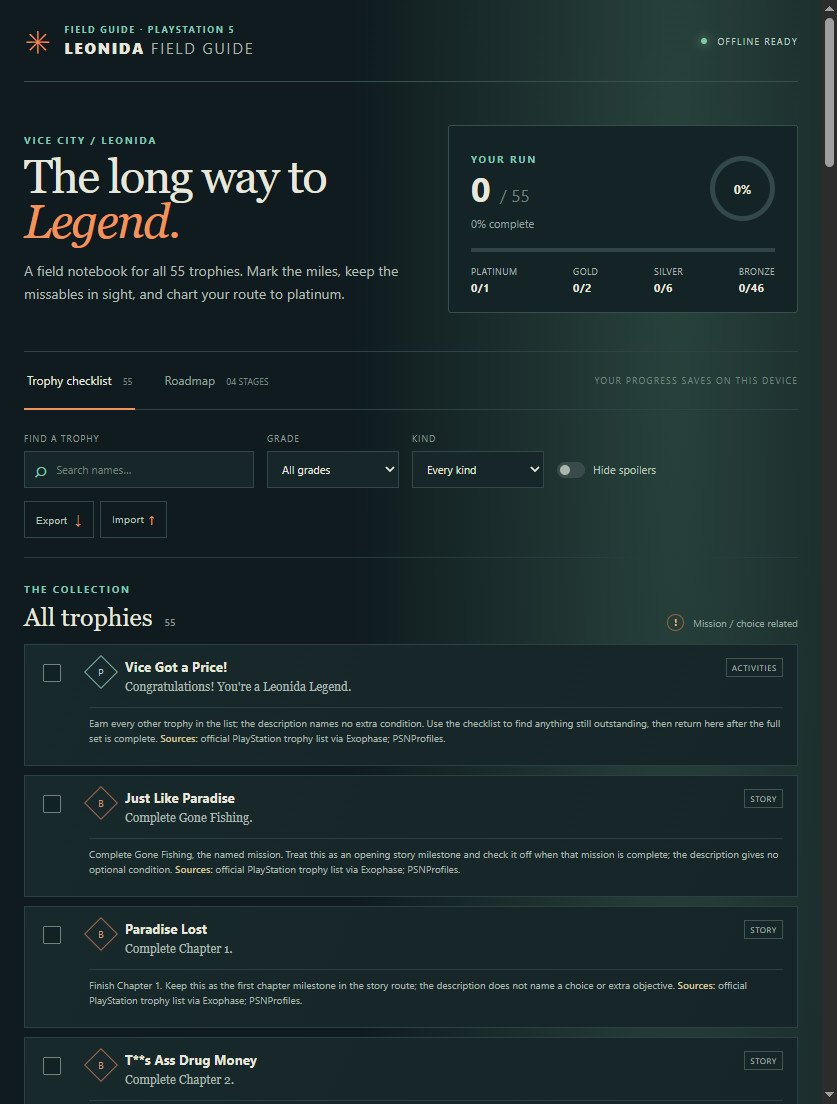 FIELD GUIDE · PLAYSTATION 5
LEONIDA FIELD GUIDE
OFFLINE READY
VICE CITY / LEONIDA
The long way to
Legend.
A field notebook for all 55 trophies. Mark the miles, keep the
missables in sight, and chart your route to platinum.
YOUR RUN
0 / 55
0% complete
0%
PLATINUM GOLD SILVER BRONZE
0/1 0/2 0/6 0/46
Trophy checklist 55 Roadmap 04 STAGES YOUR PROGRESS SAVES ON THIS DEVICE
FIND A TROPHY GRADE KIND
Search names... All grades Every kind Hide spoilers
Export ↓ Import ↑
THE COLLECTION
All trophies 55
! Mission / choice related
P Vice Got a Price! ACTIVITIES
Congratulations! You're a Leonida Legend.
Earn every other trophy in the list; the description names no extra condition. Use the checklist to find anything still outstanding, then return here after the full
set is complete. Sources: official PlayStation trophy list via Exophase; PSNProfiles.
B Just Like Paradise STORY
Complete Gone Fishing.
Complete Gone Fishing, the named mission. Treat this as an opening story milestone and check it off when that mission is complete; the description gives no
optional condition. Sources: official PlayStation trophy list via Exophase; PSNProfiles.
B Paradise Lost STORY
Complete Chapter 1.
Finish Chapter 1. Keep this as the first chapter milestone in the story route; the description does not name a choice or extra objective. Sources: official
PlayStation trophy list via Exophase; PSNProfiles.
B T**s Ass Drug Money STORY
Complete Chapter 2.